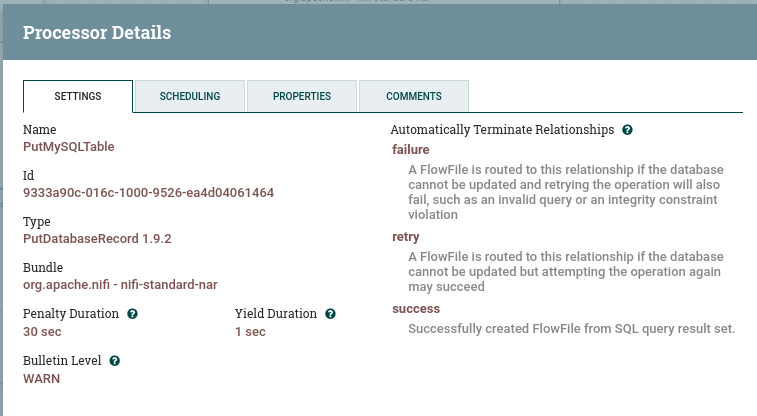 Processor Details
SETTINGS
SCHEDULING
PROPERTIES
COMMENTS
Name
PutMySQLTable
Id
9333a90c-016c-1000-9526-ea4d04061464
Type
PutDatabaseRecord 1.9.2
Bundle
org.apache.nifi - nifi-standard-nar
Penalty Duration
30 sec
Yield Duration
1 sec
Bulletin Level
WARN
Automatically Terminate Relationships
failure
A FlowFile is routed to this relationship if the database
cannot be updated and retrying the operation will also
fail, such as an invalid query or an integrity constraint
violation
retry
A FlowFile is routed to this relationship if the database
cannot be updated but attempting the operation again
may succeed
success
Successfully created FlowFile from SQL query result set.